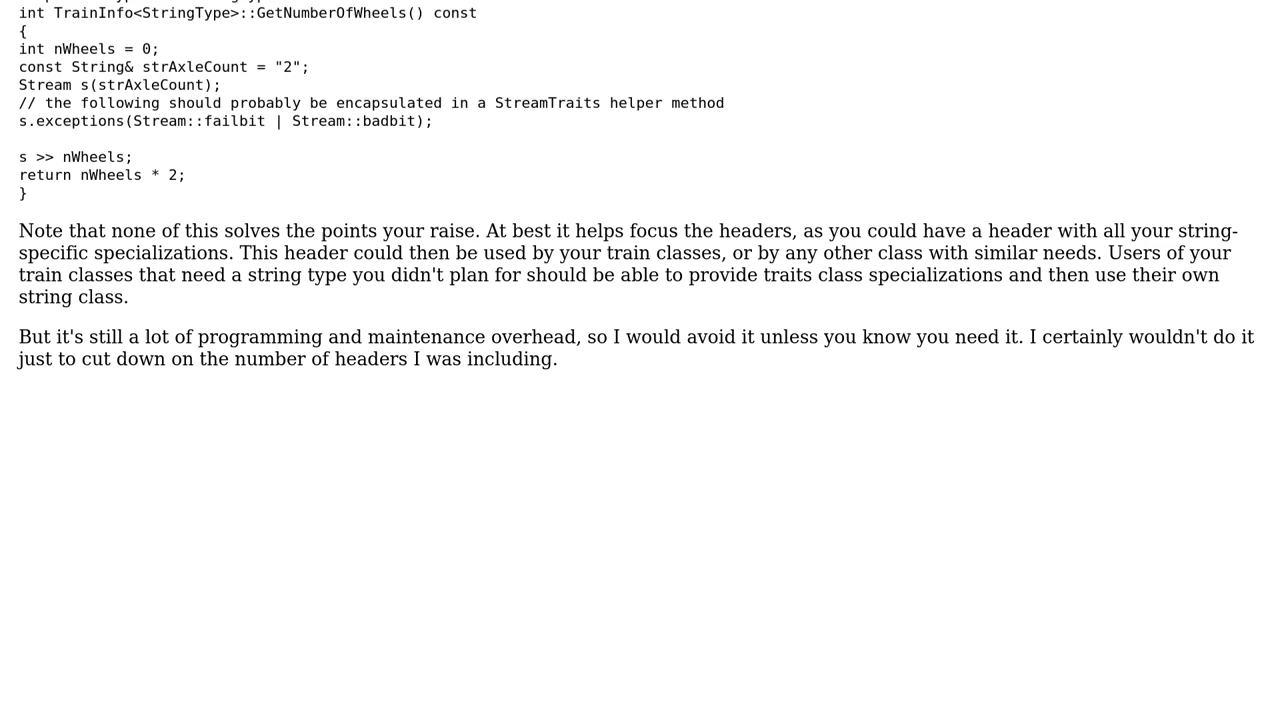 int TrainInfo<StringType>::GetNumberOfWheels() const
{
int nWheels = 0;
const String& strAxleCount = "2";
Stream s(strAxleCount);
// the following should probably be encapsulated in a StreamTraits helper method
s.exceptions(Stream::failbit | Stream::badbit);
s >> nWheels;
return nWheels * 2;
}
Note that none of this solves the points your raise. At best it helps focus the headers, as you could have a header with all your string-
specific specializations. This header could then be used by your train classes, or by any other class with similar needs. Users of your
train classes that need a string type you didn't plan for should be able to provide traits class specializations and then use their own
string class.
But it's still a lot of programming and maintenance overhead, so I would avoid it unless you know you need it. I certainly wouldn't do it
just to cut down on the number of headers I was including.